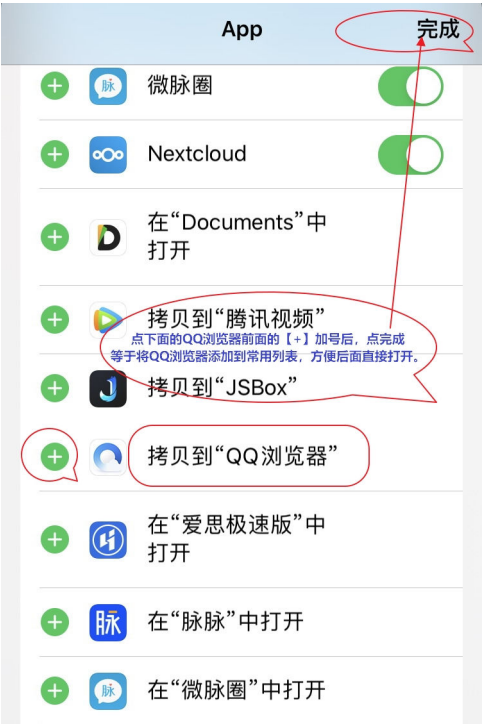 App
完成
脉
微脉圈
Nextcloud
在“Documents”中
打开
拷贝到“腾讯视频”
点下面的QQ浏览器前面的【+】加号后，点完成
等于将QQ浏览器添加到常用列表，方便后面直接打开。
拷贝到“JSBox”
拷贝到“QQ浏览器”
在“爱思极速版”中
打开
脉
在“脉脉”中打开
脉
在“微脉圈”中打开